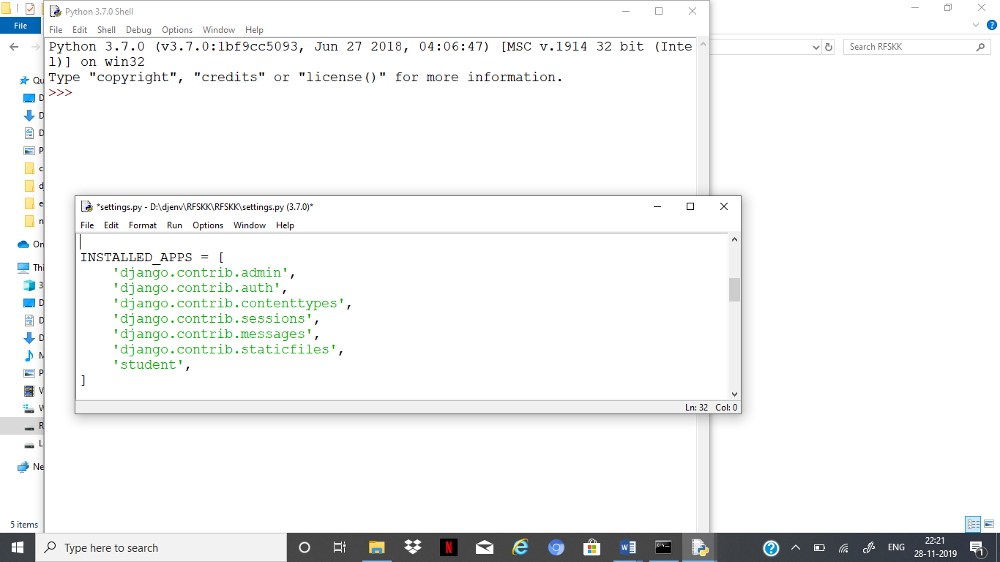 File
Python 3.7.0 Shell
File Edit Shell Debug Options Window Help
Python 3.7.0 (v3.7.0:1bf9cc5093, Jun 27 2018, 04:06:47) [MSC v.1914 32 bit (Inte
l)] on win32
Type "copyright", "credits" or "license()" for more information.
>>>
Search RFSKK
Qu
D
D
D
P
c
d
e
n
On
Thi
3
D
D
D
M
P
V
W
R
L
Ne
*settings.py - D:\djenv\RFSKK\RFSKK\settings.py (3.7.0)*
File Edit Format Run Options Window Help
INSTALLED_APPS = [
'django.contrib.admin',
'django.contrib.auth',
'django.contrib.contenttypes',
'django.contrib.sessions',
'django.contrib.messages',
'django.contrib.staticfiles',
'student',
]
Ln: 32 Col: 0
5 items
Type here to search
ENG
22:21
28-11-2019
1